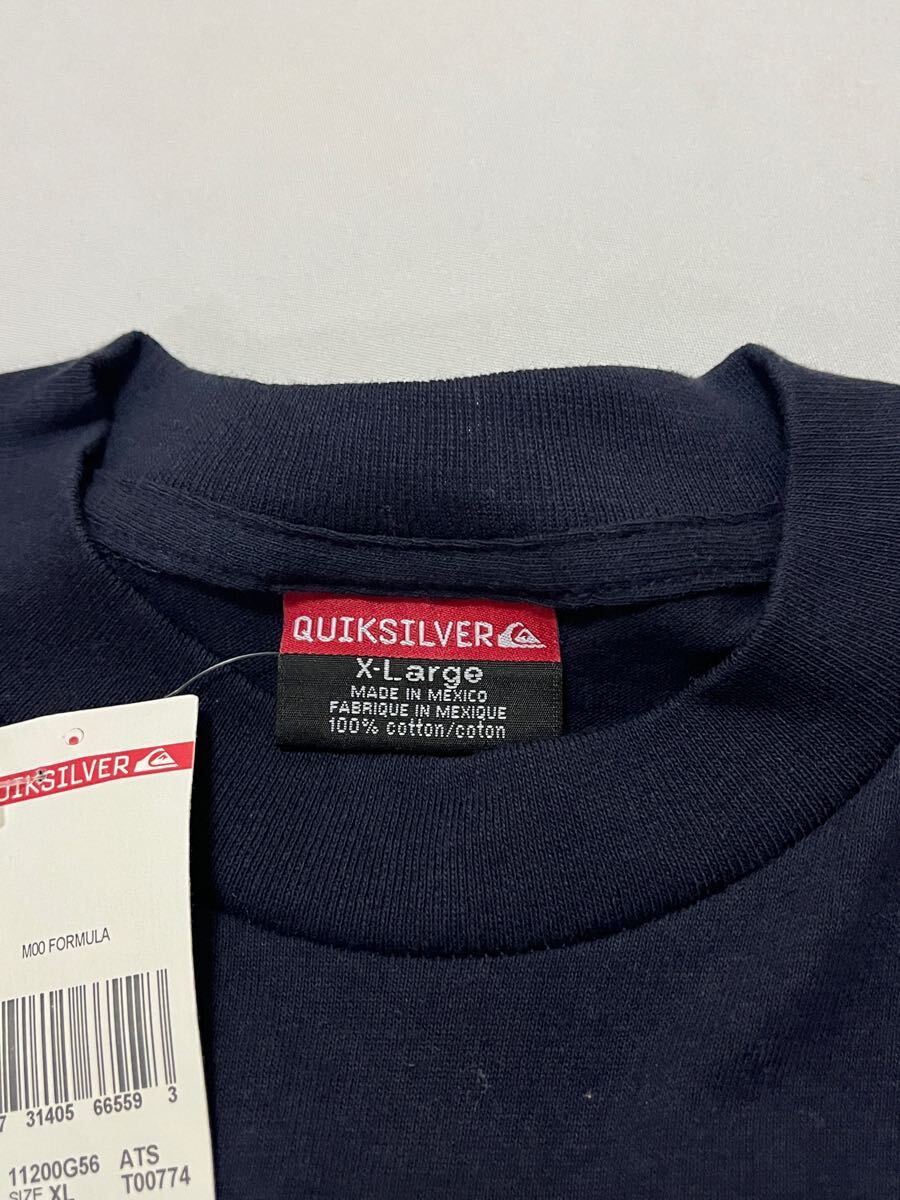 QUIKSILVER
X-Large
MADE IN MEXICO
FABRIQUE IN MEXIQUE
100% cotton/coton
UIKSILVER
M00 FORMULA
7 31405 66559 3
11200G56 ATS
SIZE XL T00774